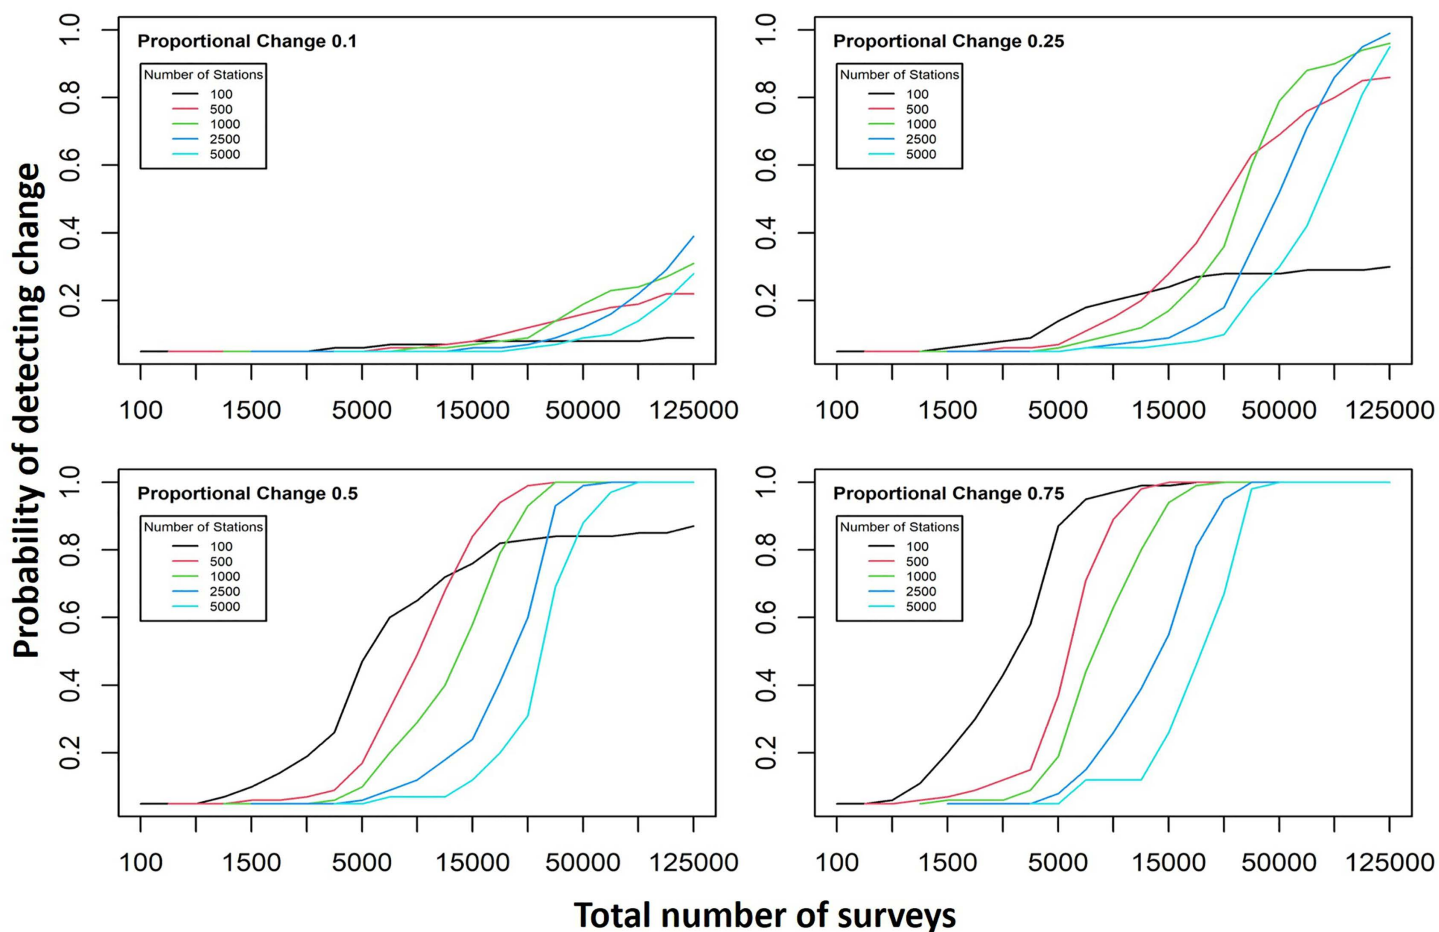 Probability of detecting change
Proportional Change 0.1
Number of Stations
100
500
1000
2500
5000
1.0
0.8
0.6
0.4
0.2
100 1500 5000 15000 50000 125000
Proportional Change 0.25
Number of Stations
100
500
1000
2500
5000
1.0
0.8
0.6
0.4
0.2
100 1500 5000 15000 500000 125000
Proportional Change 0.5
Number of Stations
100
500
1000
2500
5000
1.0
0.8
0.6
0.4
0.2
100 1500 5000 15000 50000 125000
Proportional Change 0.75
Number of Stations
100
500
1000
2500
5000
1.0
0.8
0.6
0.4
0.2
100 1500 5000 15000 500000 125000
Total number of surveys